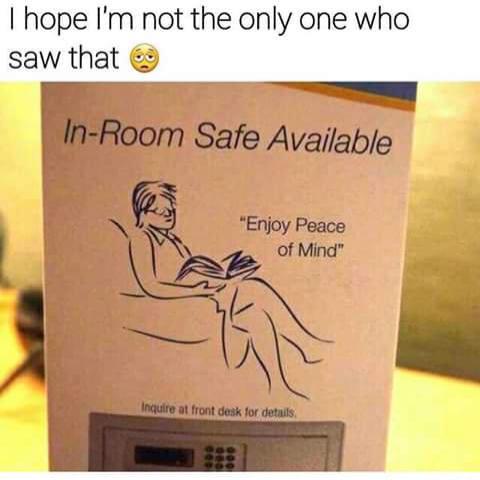 I hope I'm not the only one who
saw that 😳
In-Room Safe Available
"Enjoy Peace
of Mind"
Inquire at front desk for details.